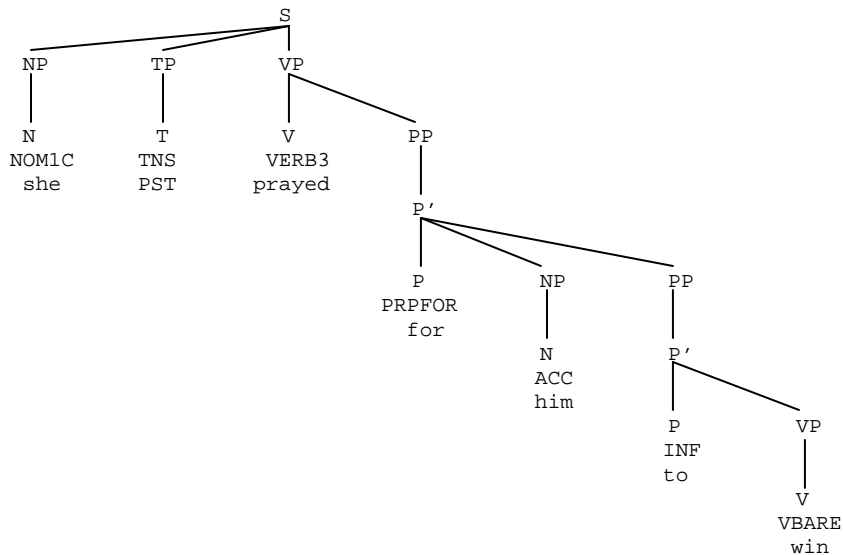 S
NP TP VP
N T V PP
NOM1C TNS VERB3
she PST prayed
P'
P NP PP
PRPFOR
for
N P'
ACC
him
P VP
INF
to
V
VBARE
win